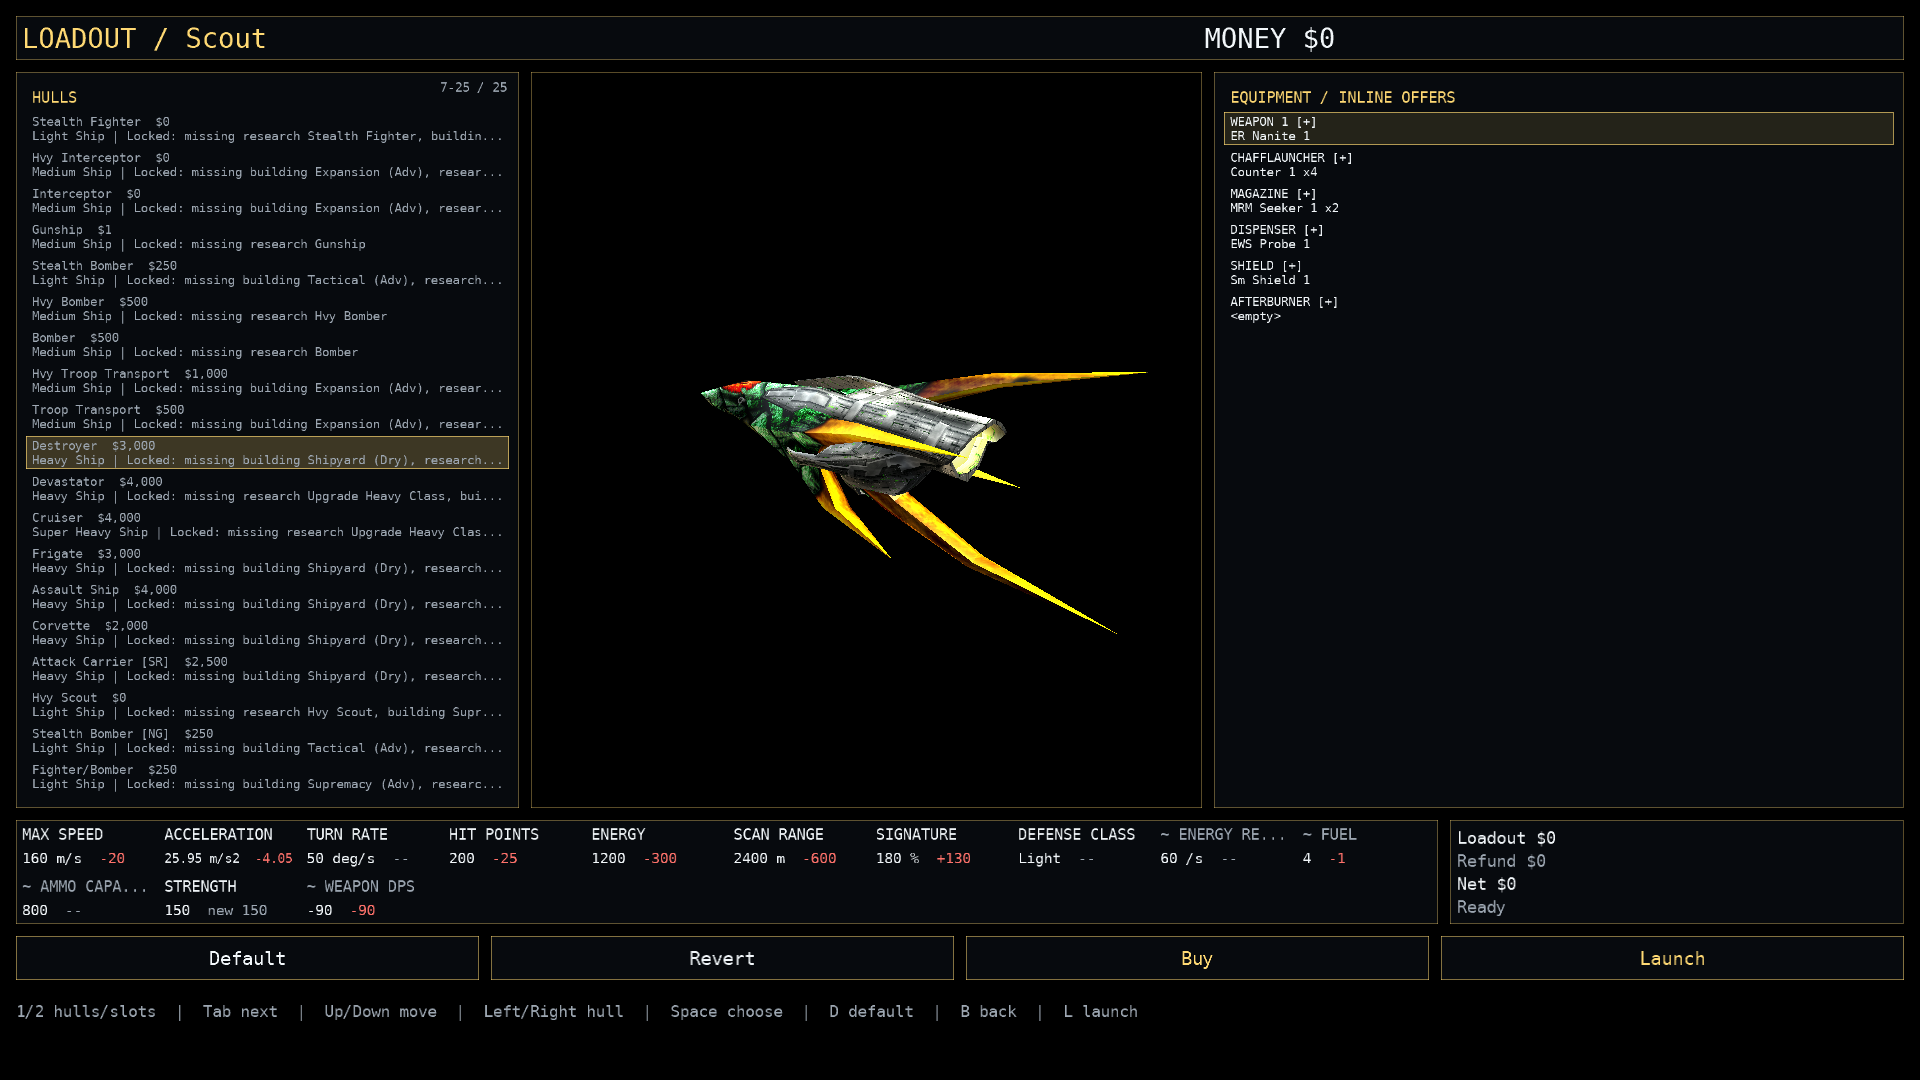 LOADOUT / Scout
MONEY $0
HULLS
7-25 / 25
Stealth Fighter $0
Light Ship | Locked: missing research Stealth Fighter, buildin...
Hvy Interceptor $0
Medium Ship | Locked: missing building Expansion (Adv), resear...
Interceptor $0
Medium Ship | Locked: missing building Expansion (Adv), resear...
Gunship $1
Medium Ship | Locked: missing research Gunship
Stealth Bomber $250
Light Ship | Locked: missing building Tactical (Adv), research...
Hvy Bomber $500
Medium Ship | Locked: missing research Hvy Bomber
Bomber $500
Medium Ship | Locked: missing research Bomber
Hvy Troop Transport $1,000
Medium Ship | Locked: missing building Expansion (Adv), resear...
Troop Transport $500
Medium Ship | Locked: missing building Expansion (Adv), resear...
Destroyer $3,000
Heavy Ship | Locked: missing building Shipyard (Dry), research...
Devastator $4,000
Heavy Ship | Locked: missing research Upgrade Heavy Class, bui...
Cruiser $4,000
Super Heavy Ship | Locked: missing research Upgrade Heavy Clas...
Frigate $3,000
Heavy Ship | Locked: missing building Shipyard (Dry), research...
Assault Ship $4,000
Heavy Ship | Locked: missing building Shipyard (Dry), research...
Corvette $2,000
Heavy Ship | Locked: missing building Shipyard (Dry), research...
Attack Carrier [SR] $2,500
Heavy Ship | Locked: missing building Shipyard (Dry), research...
Hvy Scout $0
Light Ship | Locked: missing research Hvy Scout, building Supr...
Stealth Bomber [NG] $250
Light Ship | Locked: missing building Tactical (Adv), research...
Fighter/Bomber $250
Light Ship | Locked: missing building Supremacy (Adv), researc...
EQUIPMENT / INLINE OFFERS
WEAPON 1 [+]
ER Nanite 1
CHAFFLAUNCHER [+]
Counter 1 x4
MAGAZINE [+]
MRM Seeker 1 x2
DISPENSER [+]
EWS Probe 1
SHIELD [+]
Sm Shield 1
AFTERBURNER [+]
<empty>
MAX SPEED ACCELERATION TURN RATE HIT POINTS ENERGY SCAN RANGE SIGNATURE DEFENSE CLASS ~ ENERGY RE... ~ FUEL
160 m/s -20 25.95 m/s2 -4.05 50 deg/s -- 200 -25 1200 -300 2400 m -600 180 % +130 Light -- 60 /s -- 4 -1
~ AMMO CAPA... STRENGTH ~ WEAPON DPS
800 -- 150 new 150 -90 -90
Loadout $0
Refund $0
Net $0
Ready
Default Revert Buy Launch
1/2 hulls/slots | Tab next | Up/Down move | Left/Right hull | Space choose | D default | B back | L launch